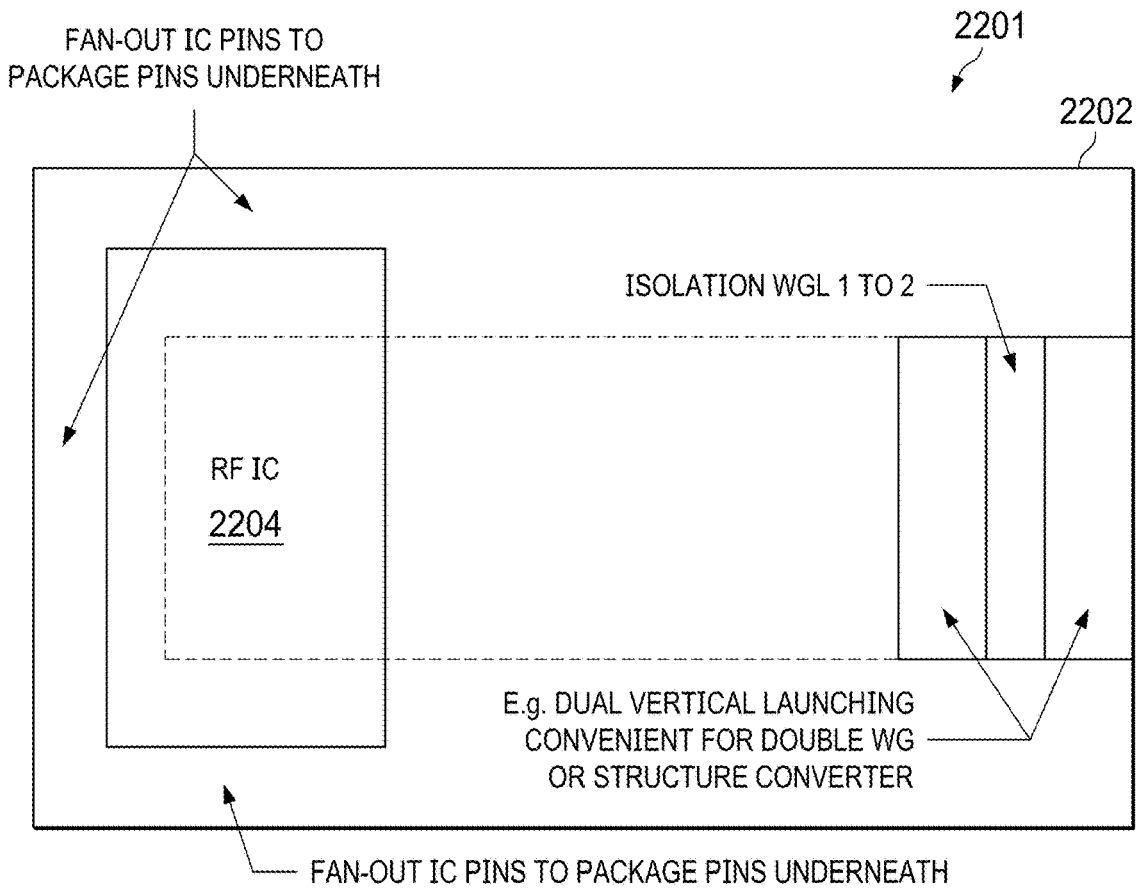 FAN-OUT IC PINS TO
PACKAGE PINS UNDERNEATH
2201
2202
ISOLATION WGL 1 TO 2
RF IC
2204
E.g. DUAL VERTICAL LAUNCHING
CONVENIENT FOR DOUBLE WG
OR STRUCTURE CONVERTER
FAN-OUT IC PINS TO PACKAGE PINS UNDERNEATH